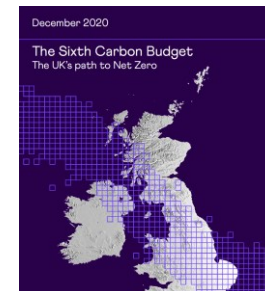 December 2020
The Sixth Carbon Budget
The UK's path to Net Zero